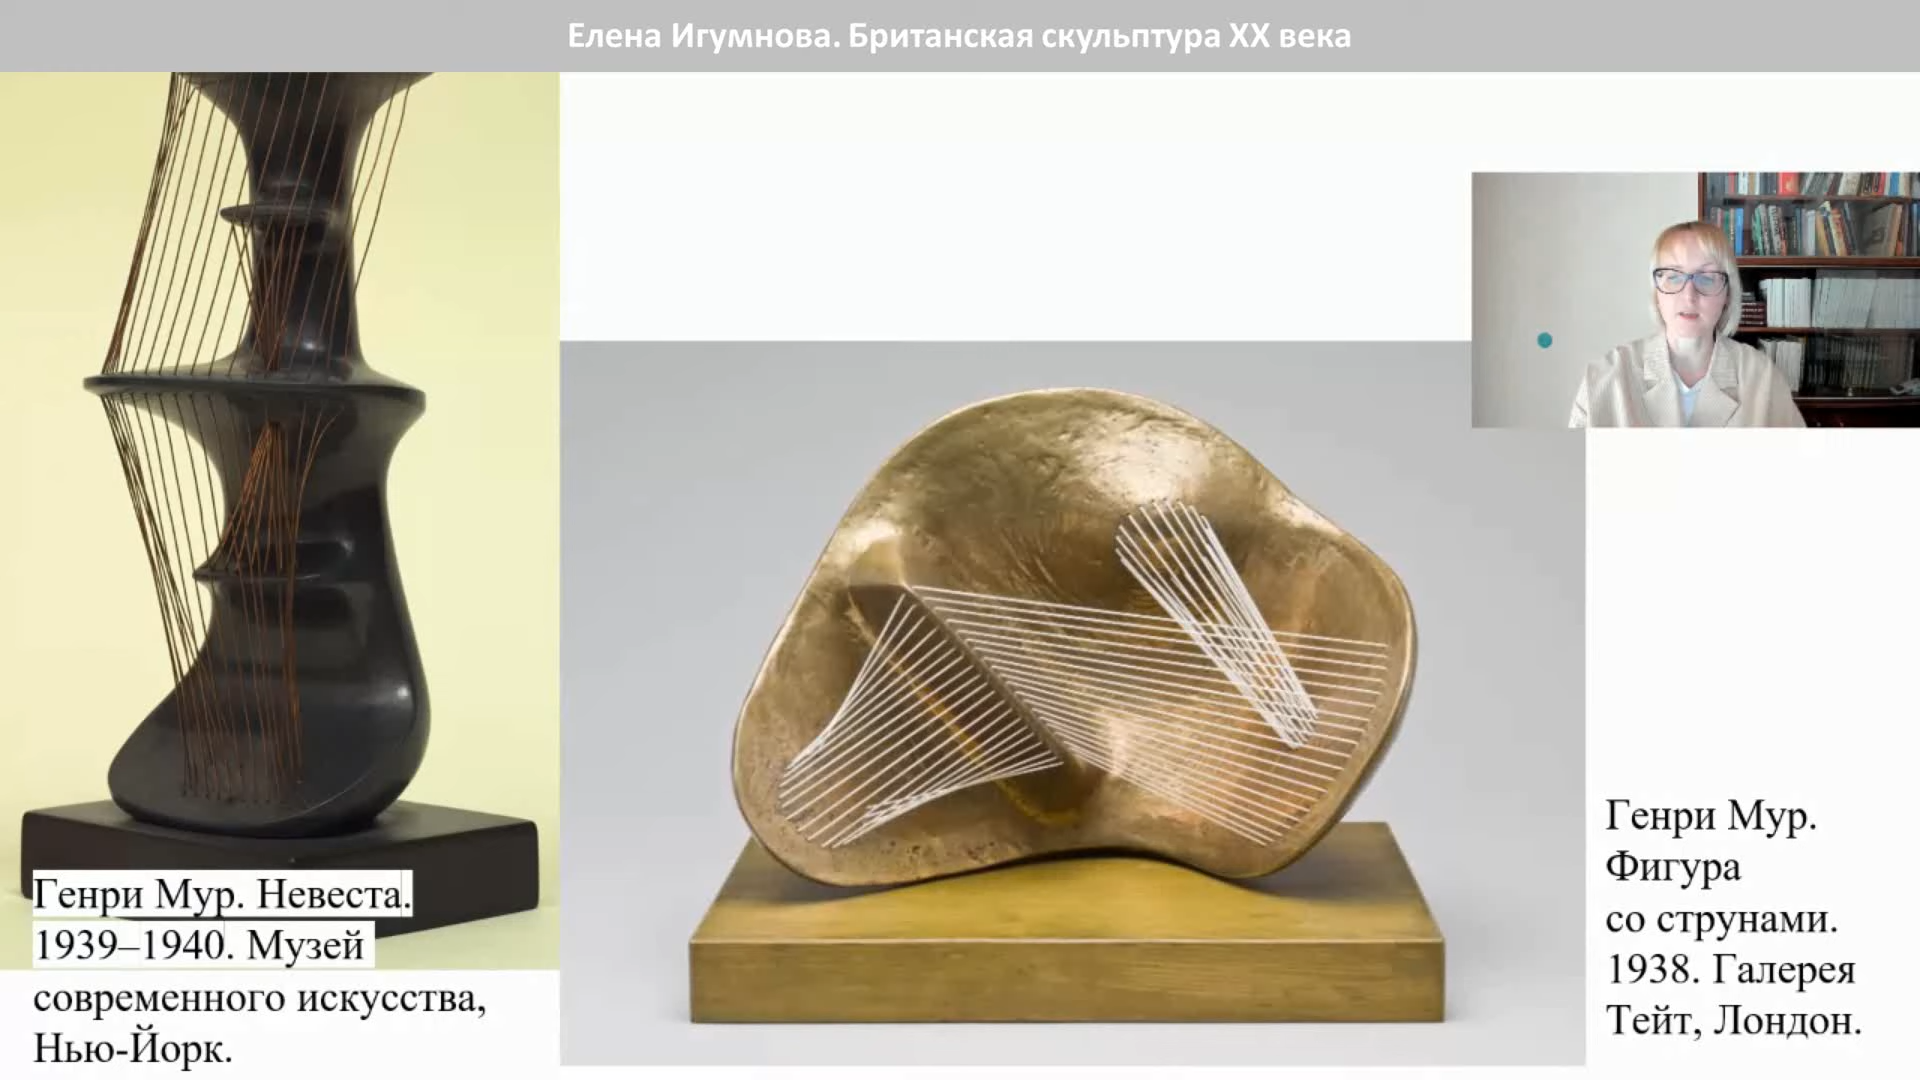 Елена Игумнова. Британская скульптура XX века
Генри Мур. Невеста.
1939–1940. Музей
современного искусства,
Нью-Йорк.
Генри Мур.
Фигура
со струнами.
1938. Галерея
Тейт, Лондон.